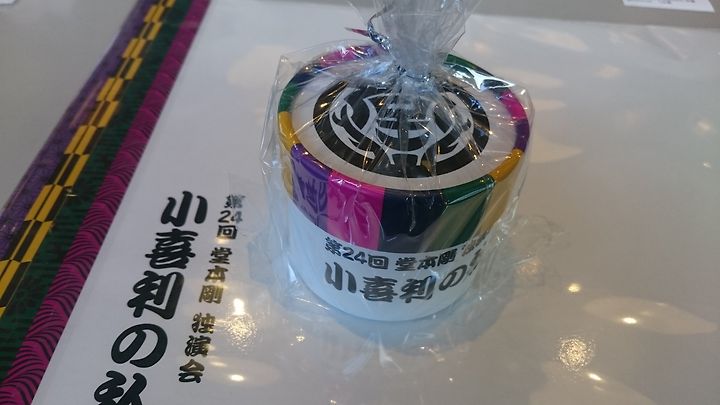 第24回 堂本剛 独演会
小喜利の
第24回 堂本剛
小喜利の